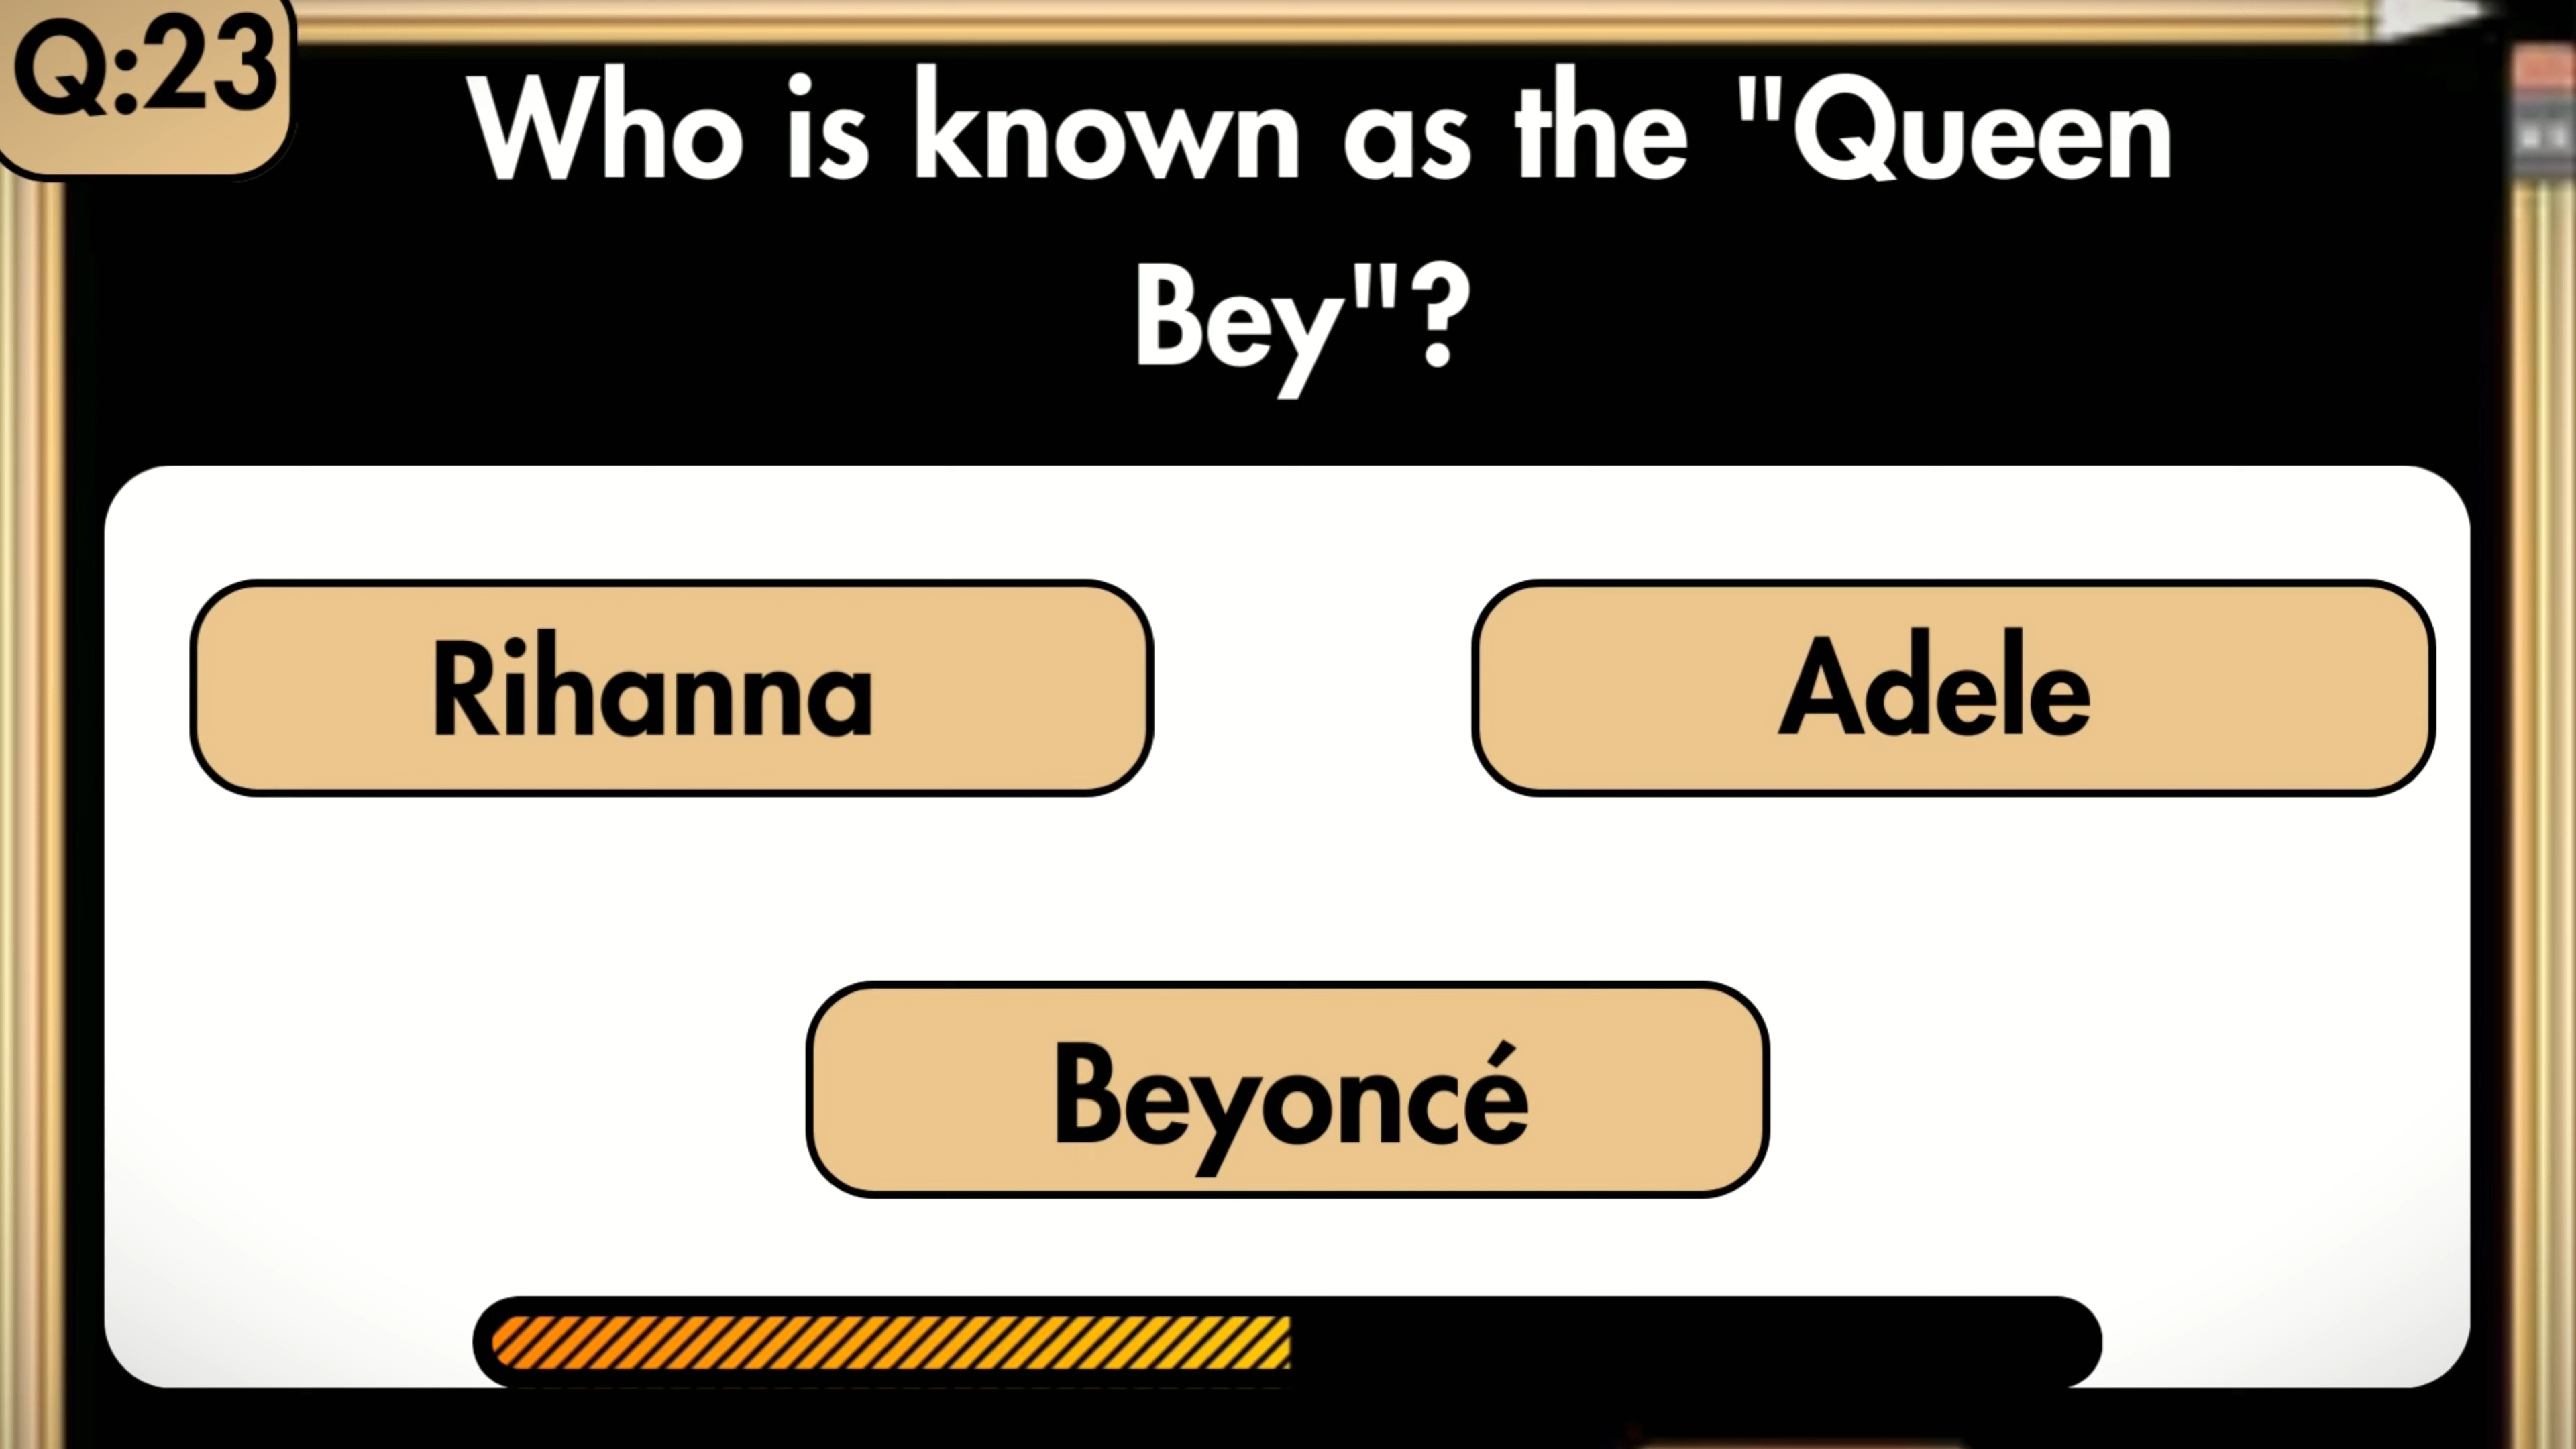 Q:23
Who is known as the "Queen
Bey"?
Rihanna
Adele
Beyoncé